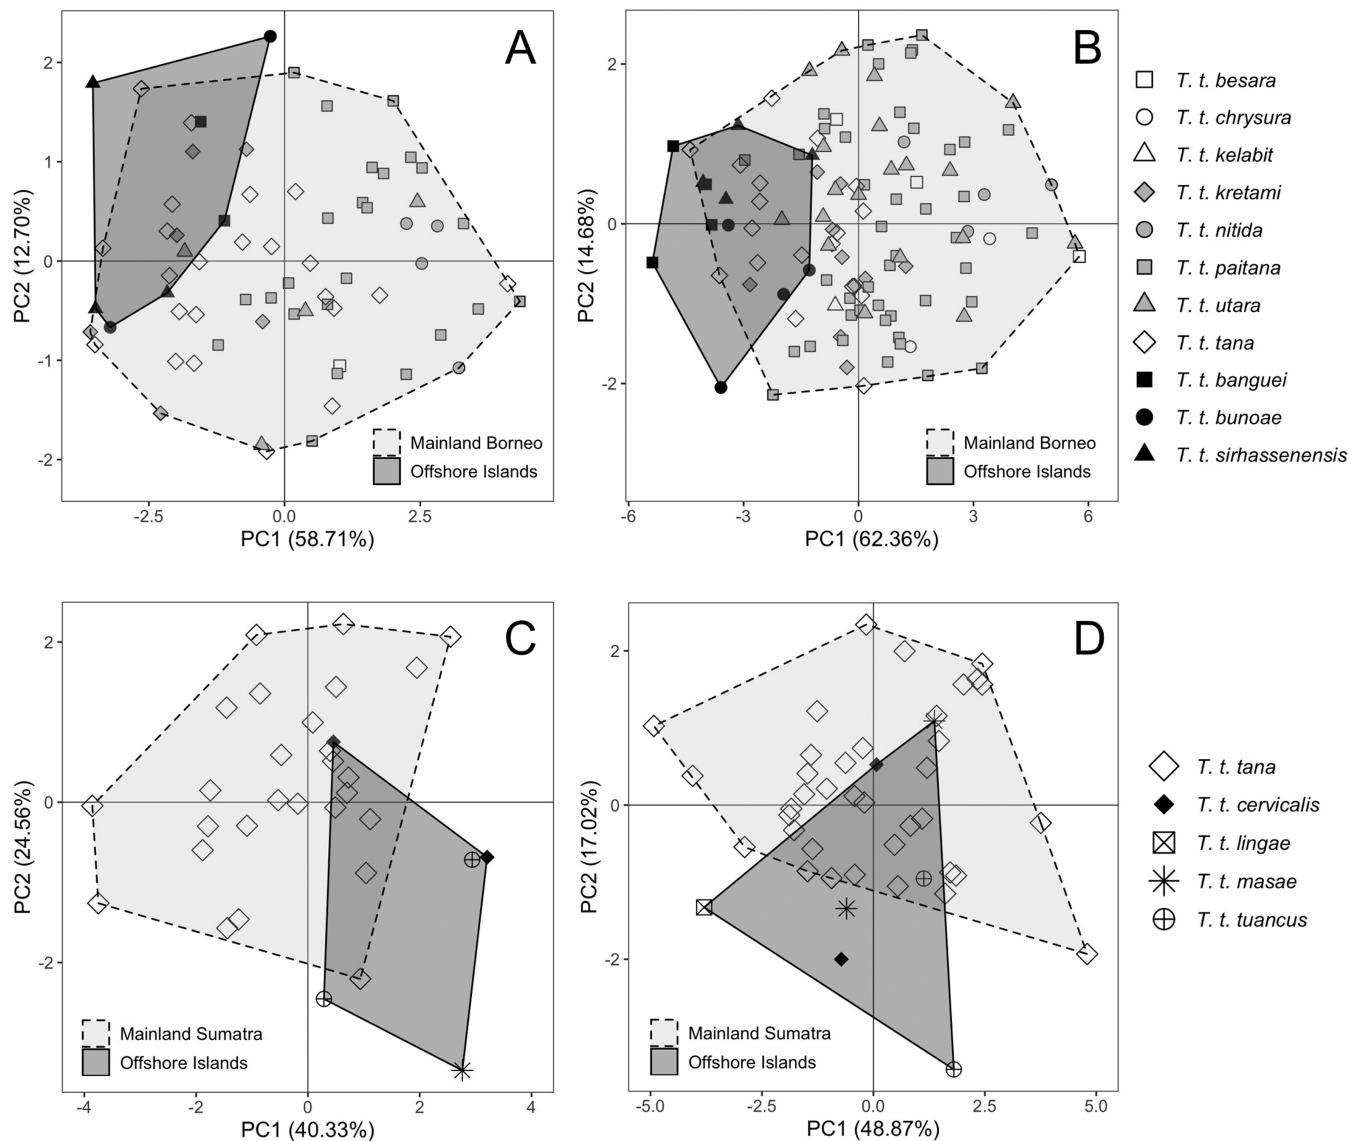 A
2
1
0
-1
-2
-2.5
0.0
2.5
PC2 (12.70%)
PC1 (58.71%)
Mainland Borneo
Offshore Islands
B
2
0
-2
-6
-3
0
3
6
PC2 (14.68%)
PC1 (62.36%)
Mainland Borneo
Offshore Islands
T. t. besara
T. t. chrysura
T. t. kelabit
T. t. kretami
T. t. nitida
T. t. paitana
T. t. utara
T. t. tana
T. t. banguei
T. t. bunoae
T. t. sirhassenensis
C
2
0
-2
-4
-2
0
2
4
PC2 (24.56%)
PC1 (40.33%)
Mainland Sumatra
Offshore Islands
D
2
0
-2
-5.0
-2.5
0.0
2.5
5.0
PC2 (17.02%)
PC1 (48.87%)
Mainland Sumatra
Offshore Islands
T. t. tana
T. t. cervicalis
T. t. lingae
T. t. masae
T. t. tuancus